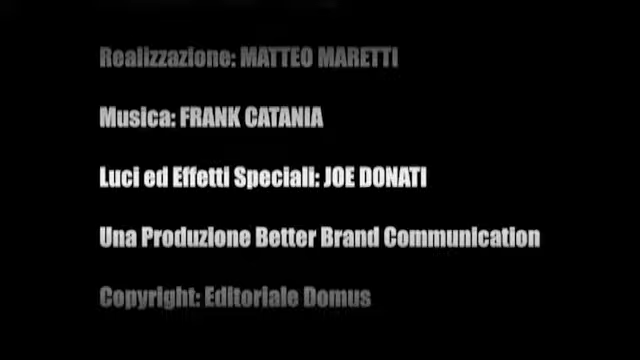 Realizzazione: MATTEO MARETTI
Musica: FRANK CATANIA
Luci ed Effetti Speciali: JOE DONATI
Una Produzione Better Brand Communication
Copyright: Editoriale Domus